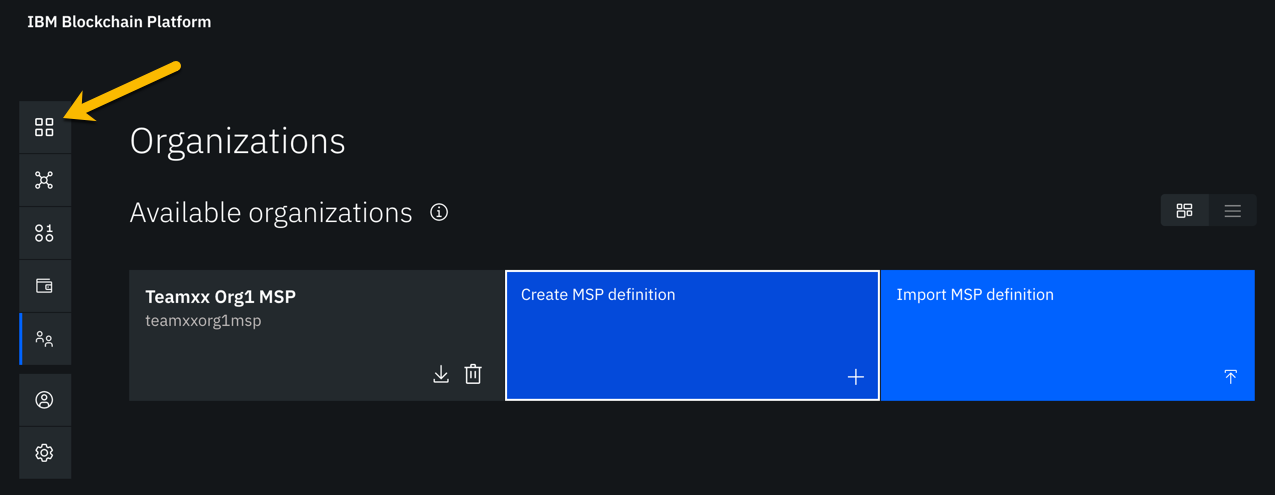 IBM Blockchain Platform
Organizations
Available organizations
Teamxx Org1 MSP
teamxxorg1msp
Create MSP definition
Import MSP definition